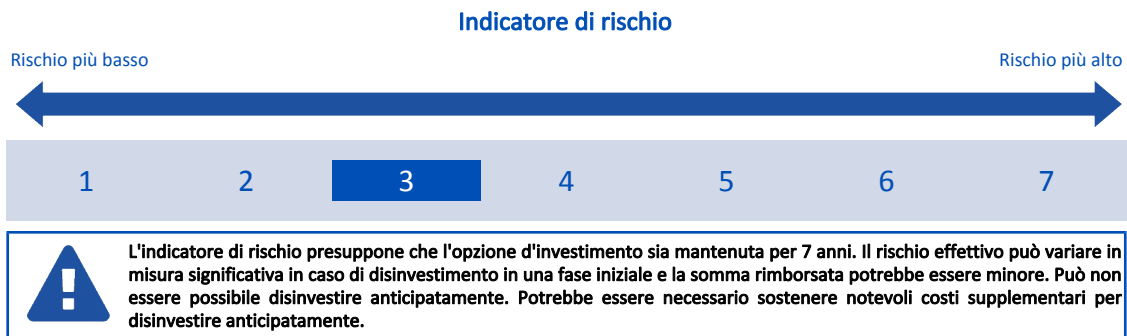 Indicatore di rischio
Rischio più basso
Rischio più alto
1 2 3 4 5 6 7
L'indicatore di rischio presuppone che l'opzione d'investimento sia mantenuta per 7 anni. Il rischio effettivo può variare in
misura significativa in caso di disinvestimento in una fase iniziale e la somma rimborsata potrebbe essere minore. Può non
essere possibile disinvestire anticipatamente. Potrebbe essere necessario sostenere notevoli costi supplementari per
disinvestire anticipatamente.